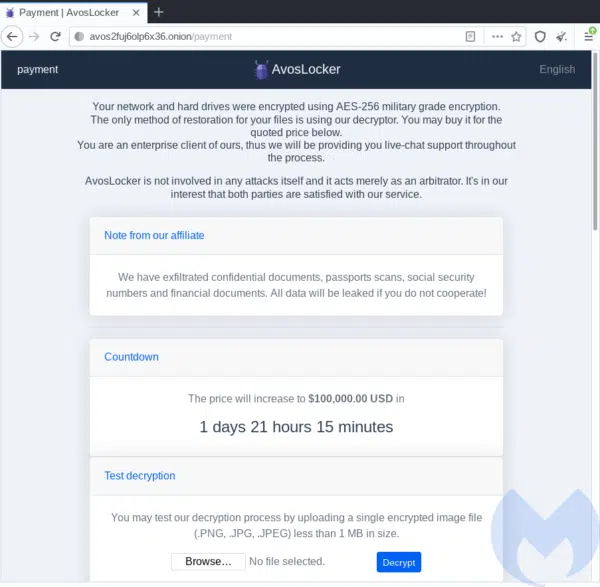 Payment | AvosLocker
avos2fuj6olp6x36.onion/payment
payment
AvosLocker
English
Your network and hard drives were encrypted using AES-256 military grade encryption.
The only method of restoration for your files is using our decryptor. You may buy it for the
quoted price below.
You are an enterprise client of ours, thus we will be providing you live-chat support throughout
the process.
AvosLocker is not involved in any attacks itself and it acts merely as an arbitrator. It's in our
interest that both parties are satisfied with our service.
Note from our affiliate
We have exfiltrated confidential documents, passports scans, social security
numbers and financial documents. All data will be leaked if you do not cooperate!
Countdown
The price will increase to $100,000.00 USD in
1 days 21 hours 15 minutes
Test decryption
You may test our decryption process by uploading a single encrypted image file
(.PNG, .JPG, .JPEG) less than 1 MB in size.
Browse... No file selected. Decrypt